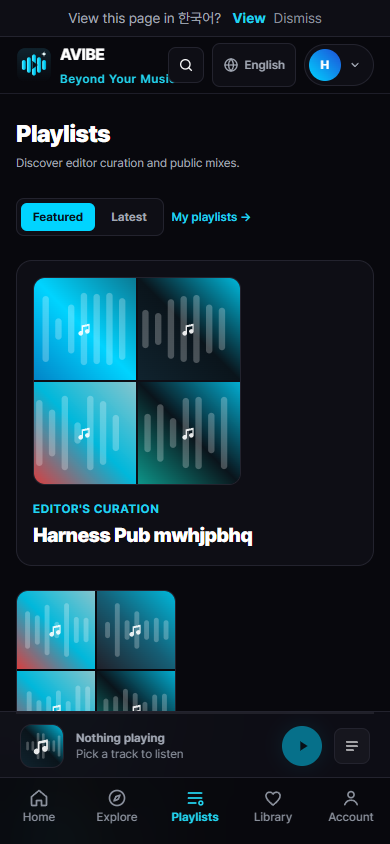 View this page in 한국어? View Dismiss
AVIBE
Beyond Your Music
English
H
Playlists
Discover editor curation and public mixes.
Featured
Latest
My playlists →
EDITOR'S CURATION
Harness Pub mwhjpbhq
Nothing playing
Pick a track to listen
Home
Explore
Playlists
Library
Account